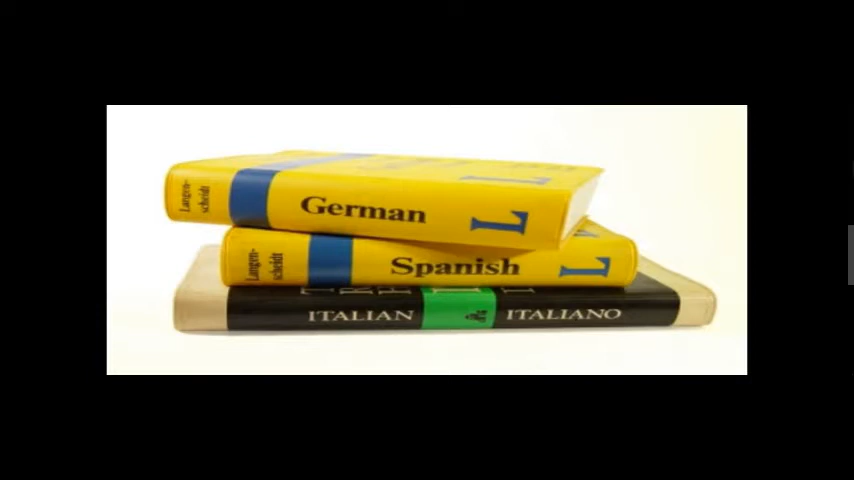 Langen-
scheidt
German
L
Langen-
scheidt
Spanish
L
ITALIAN
ITALIANO